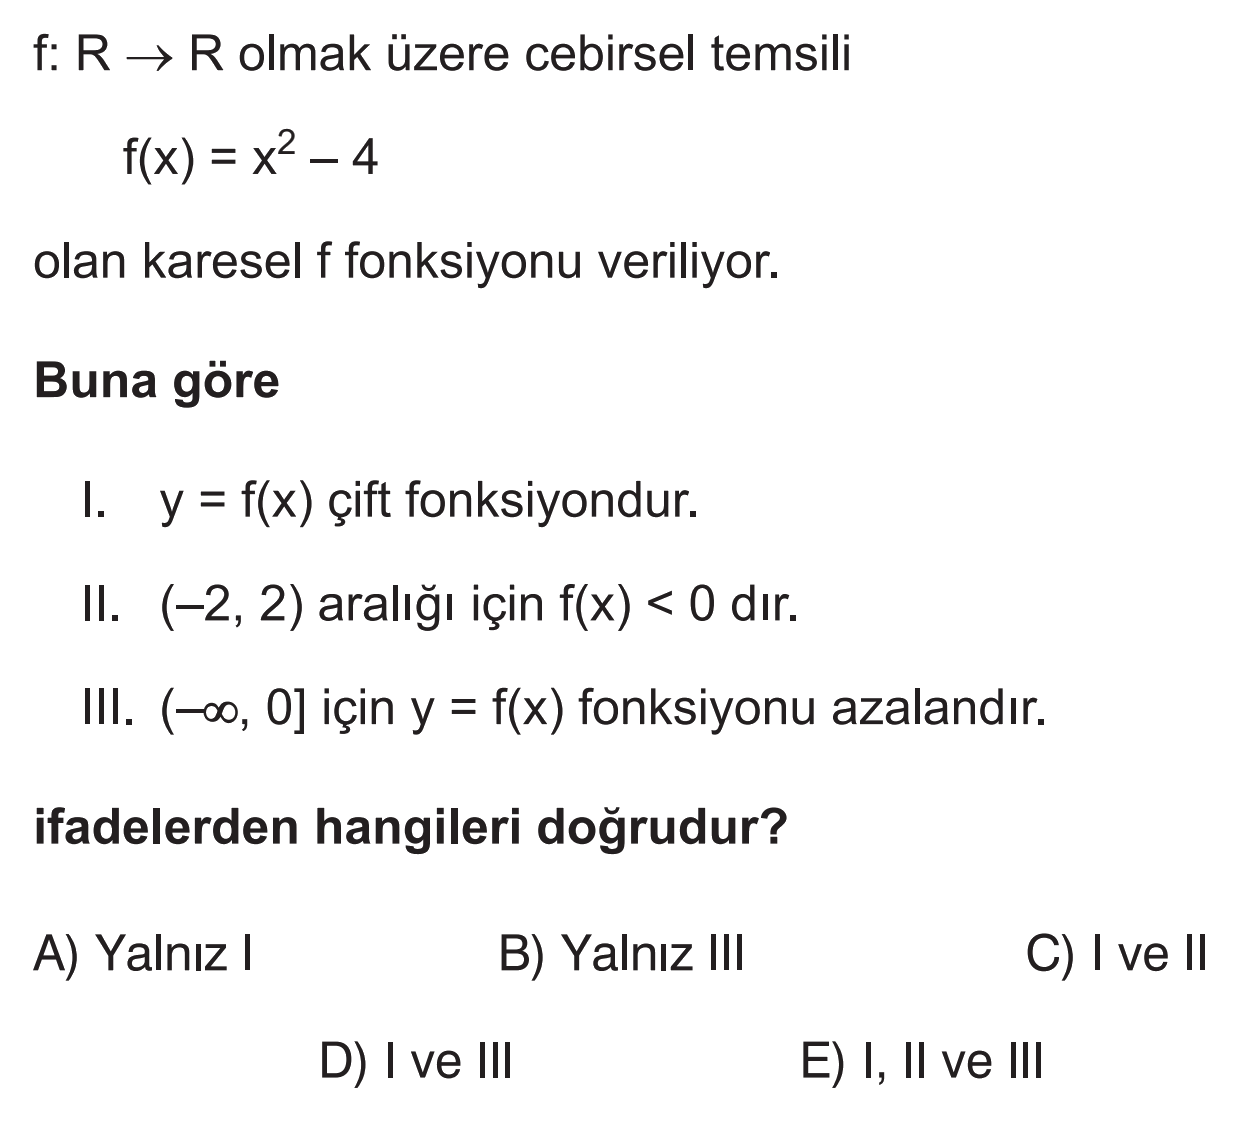 f: R → R olmak üzere cebirsel temsili
f(x) = x² – 4
olan karesel f fonksiyonu veriliyor.
Buna göre
I. y = f(x) çift fonksiyondur.
II. (–2, 2) aralığı için f(x) < 0 dır.
III. (–∞, 0] için y = f(x) fonksiyonu azalandır.
ifadelerden hangileri doğrudur?
A) Yalnız I B) Yalnız III C) I ve II
D) I ve III E) I, II ve III